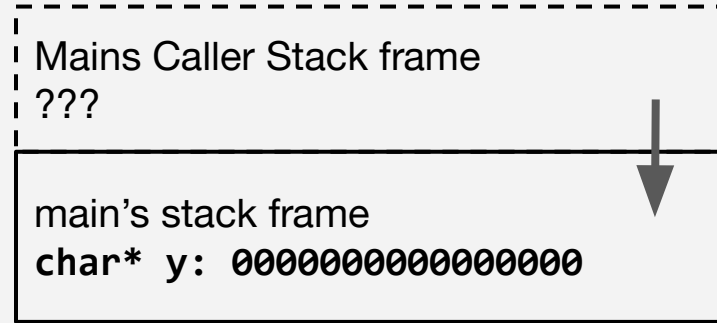 Mains Caller Stack frame
???
main’s stack frame
char* y: 0000000000000000